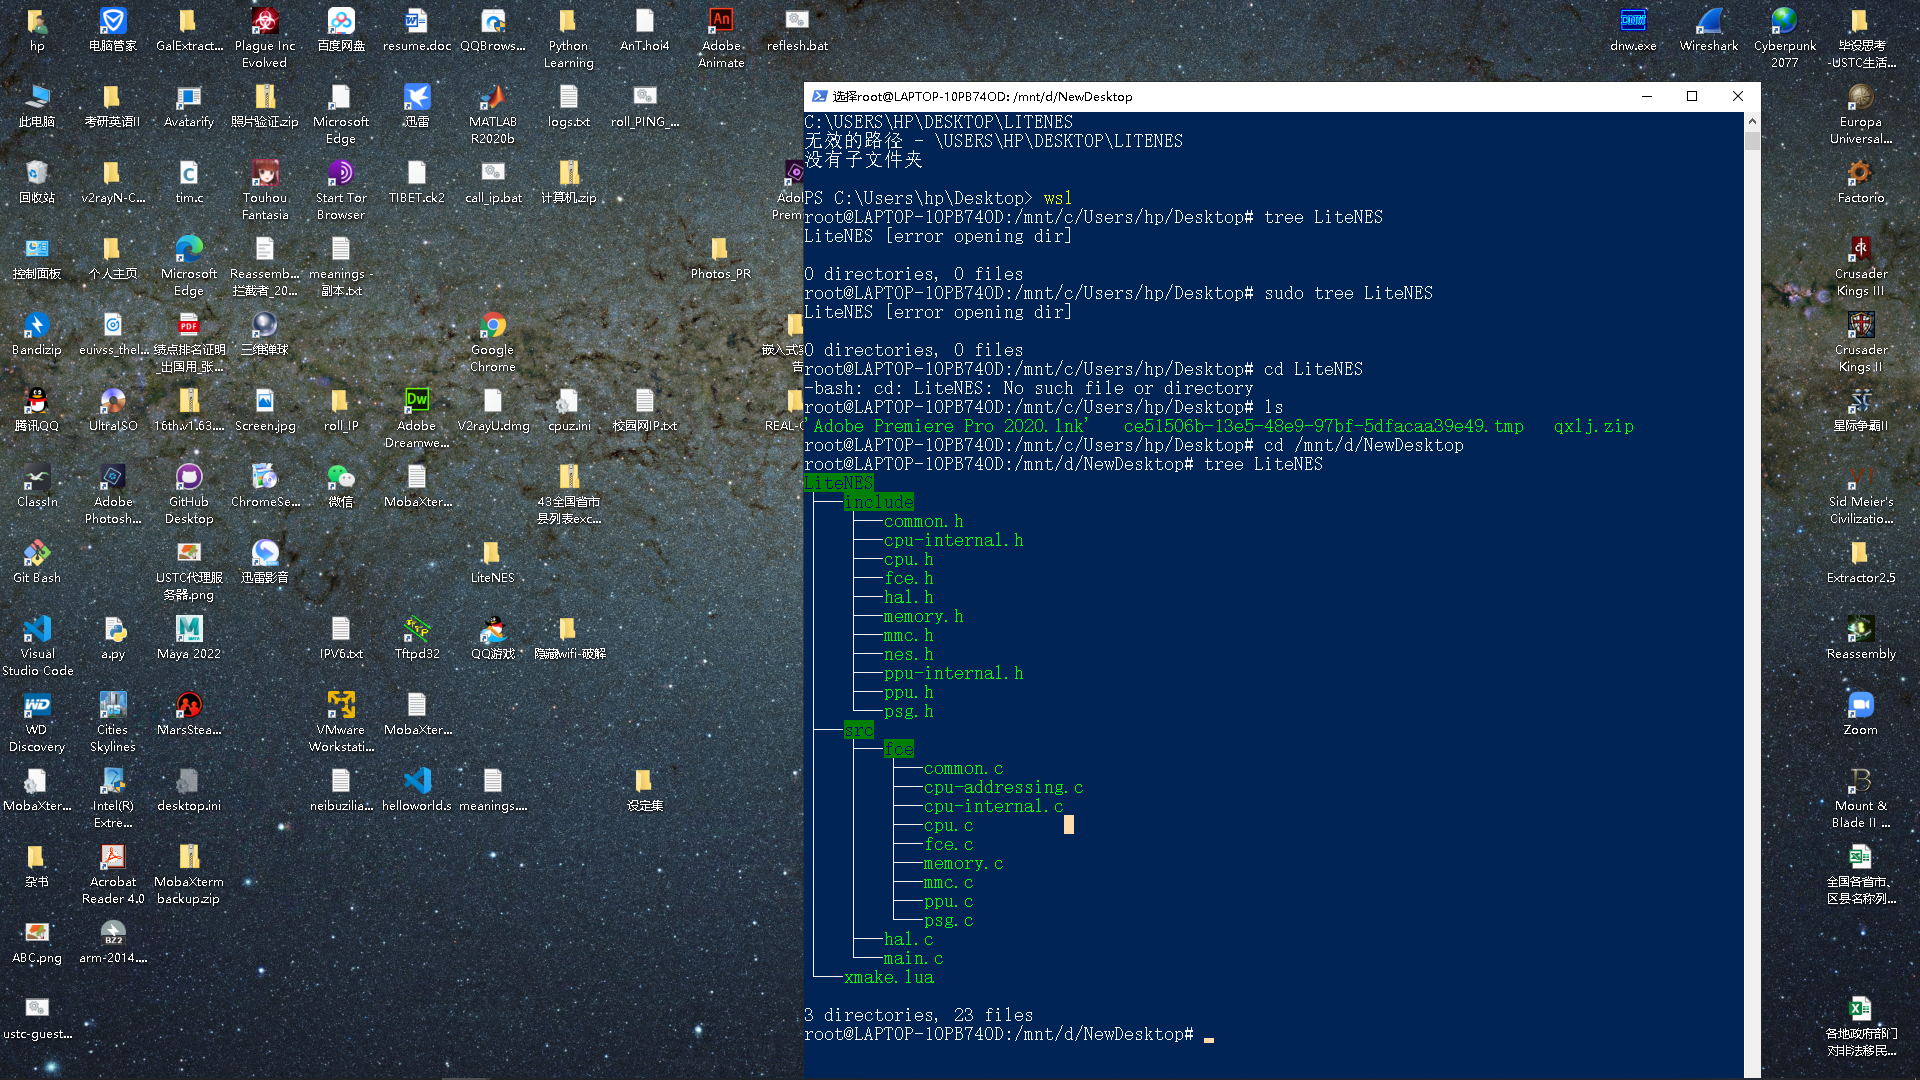 hp
电脑管家
GalExtract...
Plague Inc
Evolved
百度网盘
resume.doc
QQBrows...
Python
Learning
AnT.hoi4
Adobe
Animate
reflesh.bat
dnw.exe
Wireshark
Cyberpunk
2077
毕设思考
-USTC生活...
此电脑
考研英语II
Avatarify
照片验证.zip
Microsoft
Edge
迅雷
MATLAB
R2020b
logs.txt
roll_PING_...
Europa
Universal...
回收站
v2rayN-C...
tim.c
Touhou
Fantasia
Start Tor
Browser
TIBET.ck2
call_ip.bat
计算机.zip
Factorio
控制面板
个人主页
Microsoft
Edge
Reassemb...
拦截者_20...
meanings -
副本.txt
Photos_PR
Crusader
Kings III
Bandizip
euivss_thel...
绩点排名证明
_出国用_张...
三维弹球
Google
Chrome
Crusader
Kings II
腾讯QQ
UltraISO
16th.v1.63....
Screen.jpg
roll_IP
Adobe
Dreamwe...
V2rayU.dmg
cpuz.ini
校园网IP.txt
星际争霸II
ClassIn
Adobe
Photosh...
GitHub
Desktop
ChromeSe...
微信
MobaXter...
43全国省市
县列表exc...
Sid Meier's
Civilizatio...
Git Bash
USTC代理服
务器.png
迅雷影音
LiteNES
Extractor2.5
Visual
Studio Code
a.py
Maya 2022
IPV6.txt
Tftpd32
QQ游戏
隐藏wifi-破解
Reassembly
WD
Discovery
Cities
Skylines
MarsStea...
VMware
Workstati...
MobaXter...
Zoom
MobaXter...
Intel(R)
Extre...
desktop.ini
neibuzilia...
helloworld.s
meanings....
设定集
Mount &
Blade II ...
杂书
Acrobat
Reader 4.0
MobaXterm
backup.zip
全国各省市、
区县名称列...
ABC.png
arm-2014....
ustc-guest...
各地政府部门
对非法移民...
选择root@LAPTOP-10PB74OD: /mnt/d/NewDesktop
C:\USERS\HP\DESKTOP\LITENES
无效的路径 - \USERS\HP\DESKTOP\LITENES
没有子文件夹
PS C:\Users\hp\Desktop> wsl
root@LAPTOP-10PB74OD:/mnt/c/Users/hp/Desktop# tree LiteNES
LiteNES [error opening dir]
0 directories, 0 files
root@LAPTOP-10PB74OD:/mnt/c/Users/hp/Desktop# sudo tree LiteNES
LiteNES [error opening dir]
0 directories, 0 files
root@LAPTOP-10PB74OD:/mnt/c/Users/hp/Desktop# cd LiteNES
-bash: cd: LiteNES: No such file or directory
root@LAPTOP-10PB74OD:/mnt/c/Users/hp/Desktop# ls
'Adobe Premiere Pro 2020.lnk' ce51506b-13e5-48e9-97bf-5dfacaa39e49.tmp qxlj.zip
root@LAPTOP-10PB74OD:/mnt/c/Users/hp/Desktop# cd /mnt/d/NewDesktop
root@LAPTOP-10PB74OD:/mnt/d/NewDesktop# tree LiteNES
LiteNES
include
common.h
cpu-internal.h
cpu.h
fce.h
hal.h
memory.h
mmc.h
nes.h
ppu-internal.h
ppu.h
psg.h
src
fce
common.c
cpu-addressing.c
cpu-internal.c
cpu.c
fce.c
memory.c
mmc.c
ppu.c
psg.c
hal.c
main.c
xmake.lua
3 directories, 23 files
root@LAPTOP-10PB74OD:/mnt/d/NewDesktop#